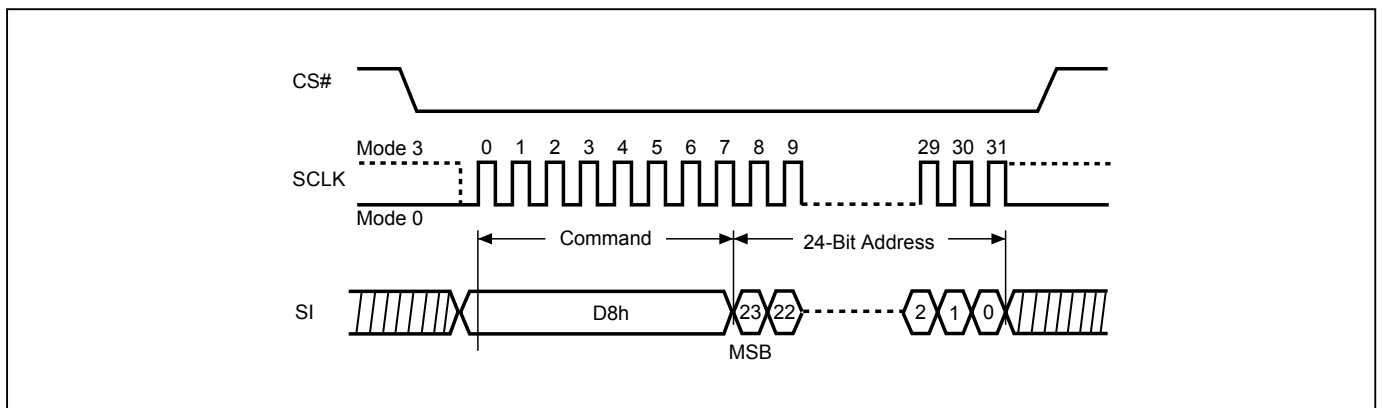 CS#
Mode 3 0 1 2 3 4 5 6 7 8 9 29 30 31
SCLK
Mode 0
Command 24-Bit Address
SI D8h 23 22 2 1 0
MSB